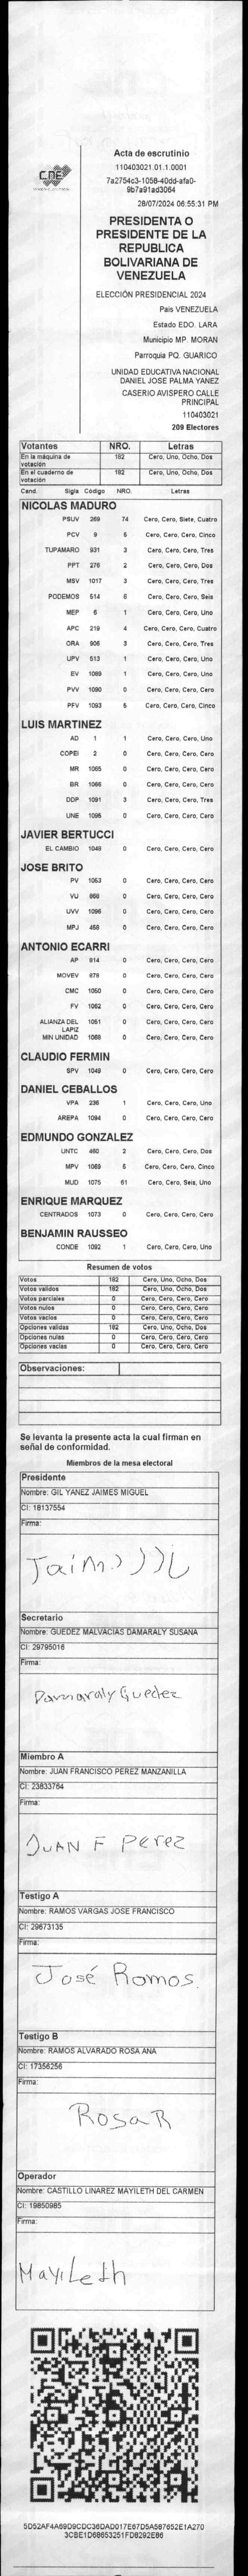 CNE
Acta de escrutinio
110403021.01.1.0001
7a2754c3-1058-40dd-afa0-
9b7a91ad3064
28/07/2024 06:55:31 PM
PRESIDENTA O
PRESIDENTE DE LA
REPUBLICA
BOLIVARIANA DE
VENEZUELA
ELECCIÓN PRESIDENCIAL 2024
Pais VENEZUELA
Estado EDO. LARA
Municipio MP. MORAN
Parroquia PQ. GUARICO
UNIDAD EDUCATIVA NACIONAL
DANIEL JOSE PALMA YANEZ
CASERIO AVISPERO CALLE
PRINCIPAL
110403021
209 Electores
Votantes NRO. Letras
En la máquina de votación 182 Cero, Uno, Ocho, Dos
En el cuaderno de votación 182 Cero, Uno, Ocho, Dos
Cand. Sigla Código NRO. Letras
NICOLAS MADURO
PSUV 269 74 Cero, Cero, Siete, Cuatro
PCV 9 5 Cero, Cero, Cero, Cinco
TUPAMARO 931 3 Cero, Cero, Cero, Tres
PPT 276 2 Cero, Cero, Cero, Dos
MSV 1017 3 Cero, Cero, Cero, Tres
PODEMOS 514 6 Cero, Cero, Cero, Seis
MEP 6 1 Cero, Cero, Cero, Uno
APC 219 4 Cero, Cero, Cero, Cuatro
ORA 906 3 Cero, Cero, Cero, Tres
UPV 513 1 Cero, Cero, Cero, Uno
EV 1089 1 Cero, Cero, Cero, Uno
PVV 1090 0 Cero, Cero, Cero, Cero
PFV 1093 5 Cero, Cero, Cero, Cinco
LUIS MARTINEZ
AD 1 1 Cero, Cero, Cero, Uno
COPEI 2 0 Cero, Cero, Cero, Cero
MR 1065 0 Cero, Cero, Cero, Cero
BR 1066 0 Cero, Cero, Cero, Cero
DDP 1091 3 Cero, Cero, Cero, Tres
UNE 1095 0 Cero, Cero, Cero, Cero
JAVIER BERTUCCI
EL CAMBIO 1049 0 Cero, Cero, Cero, Cero
JOSE BRITO
PV 1053 0 Cero, Cero, Cero, Cero
VU 868 0 Cero, Cero, Cero, Cero
UVV 1096 0 Cero, Cero, Cero, Cero
MPJ 458 0 Cero, Cero, Cero, Cero
ANTONIO ECARRI
AP 814 0 Cero, Cero, Cero, Cero
MOVEV 878 0 Cero, Cero, Cero, Cero
CMC 1050 0 Cero, Cero, Cero, Cero
FV 1062 0 Cero, Cero, Cero, Cero
ALIANZA DEL LAPIZ 1051 0 Cero, Cero, Cero, Cero
MIN UNIDAD 1068 0 Cero, Cero, Cero, Cero
CLAUDIO FERMIN
SPV 1048 0 Cero, Cero, Cero, Cero
DANIEL CEBALLOS
VPA 236 1 Cero, Cero, Cero, Uno
AREPA 1094 0 Cero, Cero, Cero, Cero
EDMUNDO GONZALEZ
UNTC 460 2 Cero, Cero, Cero, Dos
MPV 1069 5 Cero, Cero, Cero, Cinco
MUD 1075 61 Cero, Cero, Seis, Uno
ENRIQUE MARQUEZ
CENTRADOS 1073 0 Cero, Cero, Cero, Cero
BENJAMIN RAUSSEO
CONDE 1092 1 Cero, Cero, Cero, Uno
Resumen de votos
Votos 182 Cero, Uno, Ocho, Dos
Votos validos 182 Cero, Uno, Ocho, Dos
Votos parciales 0 Cero, Cero, Cero, Cero
Votos nulos 0 Cero, Cero, Cero, Cero
Votos vacios 0 Cero, Cero, Cero, Cero
Opciones validas 182 Cero, Uno, Ocho, Dos
Opciones nulas 0 Cero, Cero, Cero, Cero
Opciones vacias 0 Cero, Cero, Cero, Cero
Observaciones:
Se levanta la presente acta la cual firman en
señal de conformidad.
Miembros de la mesa electoral
Presidente
Nombre: GIL YANEZ JAIMES MIGUEL
CI: 18137554
Firma:
Secretario
Nombre: GUEDEZ MALVACIAS DAMARALY SUSANA
CI: 29795016
Firma:
Damaraly Guedez
Miembro A
Nombre: JUAN FRANCISCO PEREZ MANZANILLA
CI: 23833764
Firma:
JUAN F Perez
Testigo A
Nombre: RAMOS VARGAS JOSE FRANCISCO
CI: 29673135
Firma:
José Ramos
Testigo B
Nombre: RAMOS ALVARADO ROSA ANA
CI: 17356256
Firma:
Rosa R
Operador
Nombre: CASTILLO LINAREZ MAYILETH DEL CARMEN
CI: 19850985
Firma:
Mayileth
5D52AF4A69D9CDC36DAD017E67D5A587652E1A270
3CBE1D68653251FD8292E86